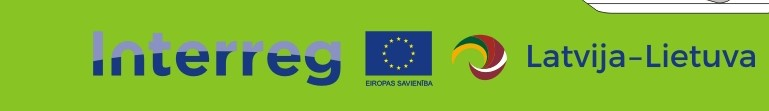 Interreg
EIROPAS SAVIENĪBA
Latvija-Lietuva